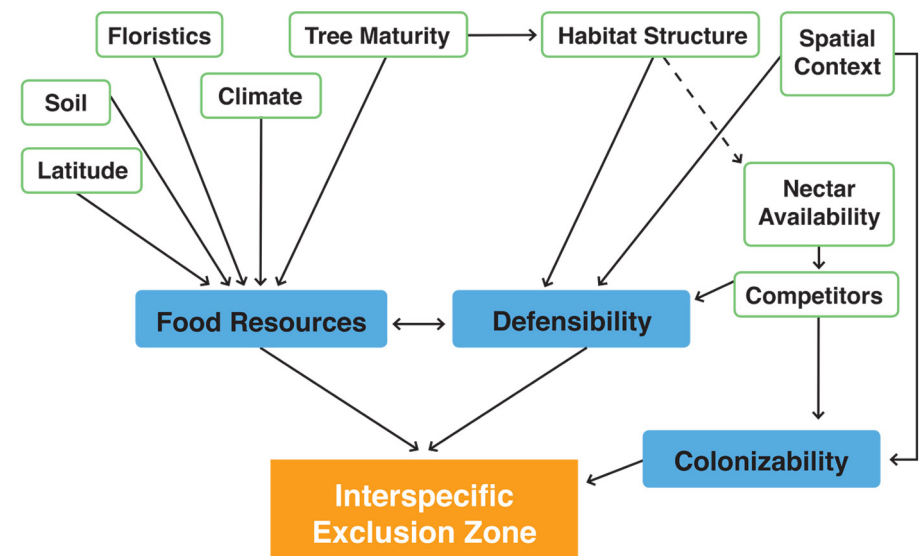 Floristics
Tree Maturity
Habitat Structure
Spatial
Context
Soil
Climate
Latitude
Nectar
Availability
Competitors
Food Resources
Defensibility
Colonizability
Interspecific
Exclusion Zone